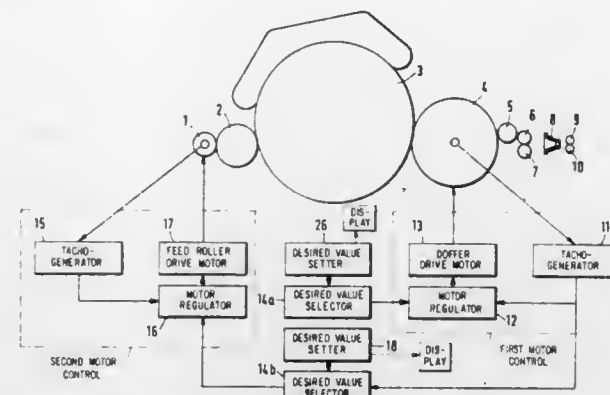 1
2
3
4
5
6
7
8
9
10
15
TACHO-
GENERATOR
17
FEED ROLLER
DRIVE MOTOR
MOTOR
REGULATOR
16
SECOND MOTOR
CONTROL
26
DIS-
PLAY
DESIRED VALUE
SETTER
14a
DESIRED VALUE
SELECTOR
DESIRED VALUE
SETTER
18
DIS-
PLAY
14b
DESIRED VALUE
SELECTOR
13
DOFFER
DRIVE MOTOR
MOTOR
REGULATOR
12
11
TACHO-
GENERATOR
FIRST MOTOR
CONTROL